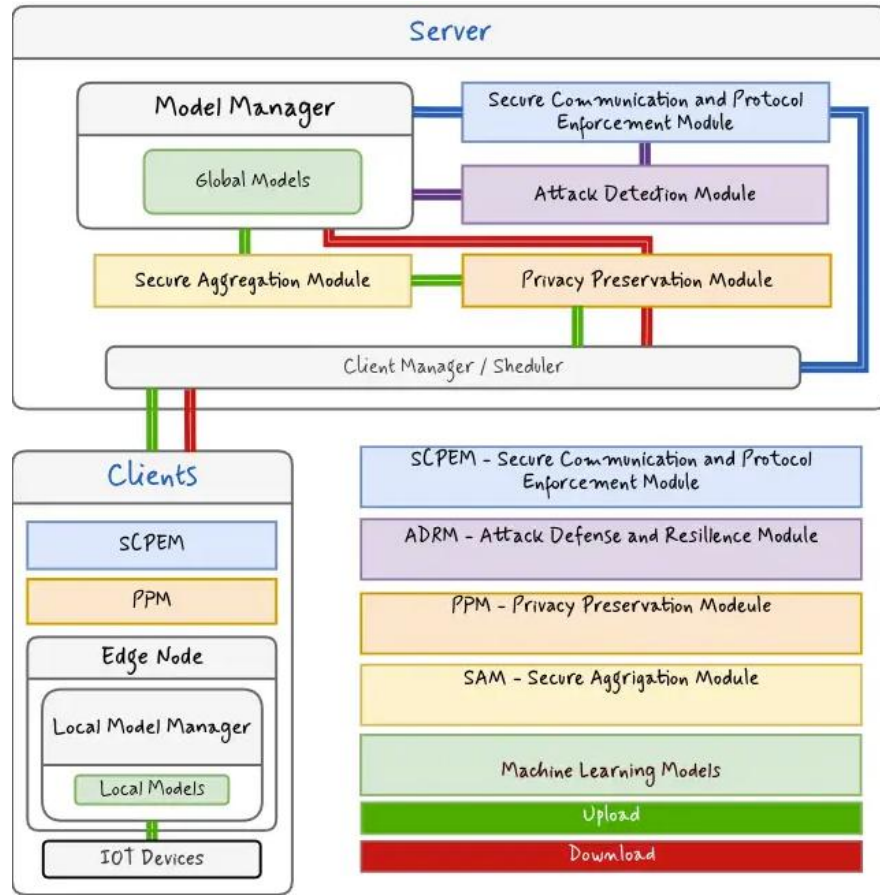 Server
Model Manager
Global Models
Secure Communication and Protocol
Enforcement Module
Attack Detection Module
Secure Aggregation Module
Privacy Preservation Module
Client Manager / Sheduler
Clients
SCPEM
PPM
Edge Node
Local Model Manager
Local Models
IOT Devices
SCPEM - Secure Communication and Protocol
Enforcement Module
ADRM - Attack Defense and Resillence Module
PPM - Privacy Preservation Modeule
SAM - Secure Aggrigation Module
Machine Learning Models
Upload
Download